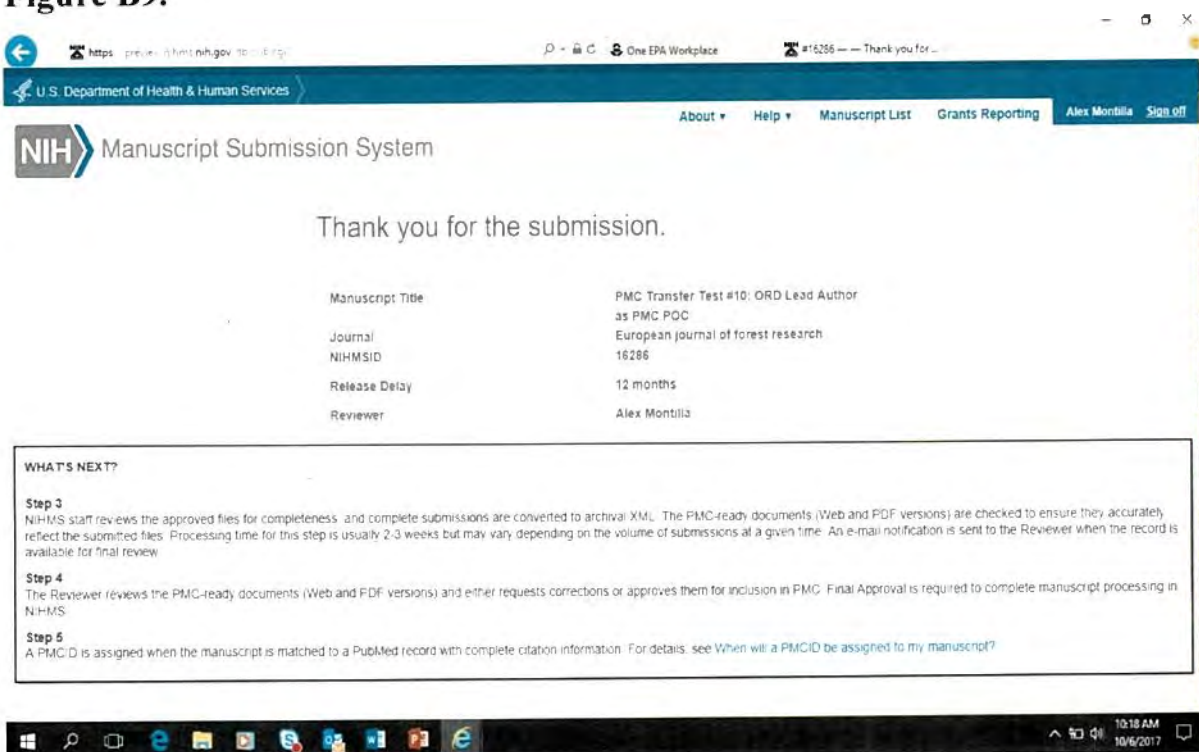 Figure B9.
https nih.gov
One EPA Workplace
#16286 — — Thank you for ...
U.S. Department of Health & Human Services
About ▾ Help ▾ Manuscript List Grants Reporting Alex Montilla Sign off
NIH Manuscript Submission System
Thank you for the submission.
Manuscript Title PMC Transfer Test #10: ORD Lead Author
as PMC POC
Journal European journal of forest research
NIHMSID 16286
Release Delay 12 months
Reviewer Alex Montilla
WHAT'S NEXT?
Step 3
NIHMS staff reviews the approved files for completeness and complete submissions are converted to archival XML. The PMC-ready documents (Web and PDF versions) are checked to ensure they accurately
reflect the submitted files. Processing time for this step is usually 2-3 weeks but may vary depending on the volume of submissions at a given time. An e-mail notification is sent to the Reviewer when the record is
available for final review
Step 4
The Reviewer reviews the PMC-ready documents (Web and PDF versions) and either requests corrections or approves them for inclusion in PMC. Final Approval is required to complete manuscript processing in
NIHMS
Step 5
A PMCID is assigned when the manuscript is matched to a PubMed record with complete citation information. For details, see When will a PMCID be assigned to my manuscript?
10:18 AM
10/6/2017